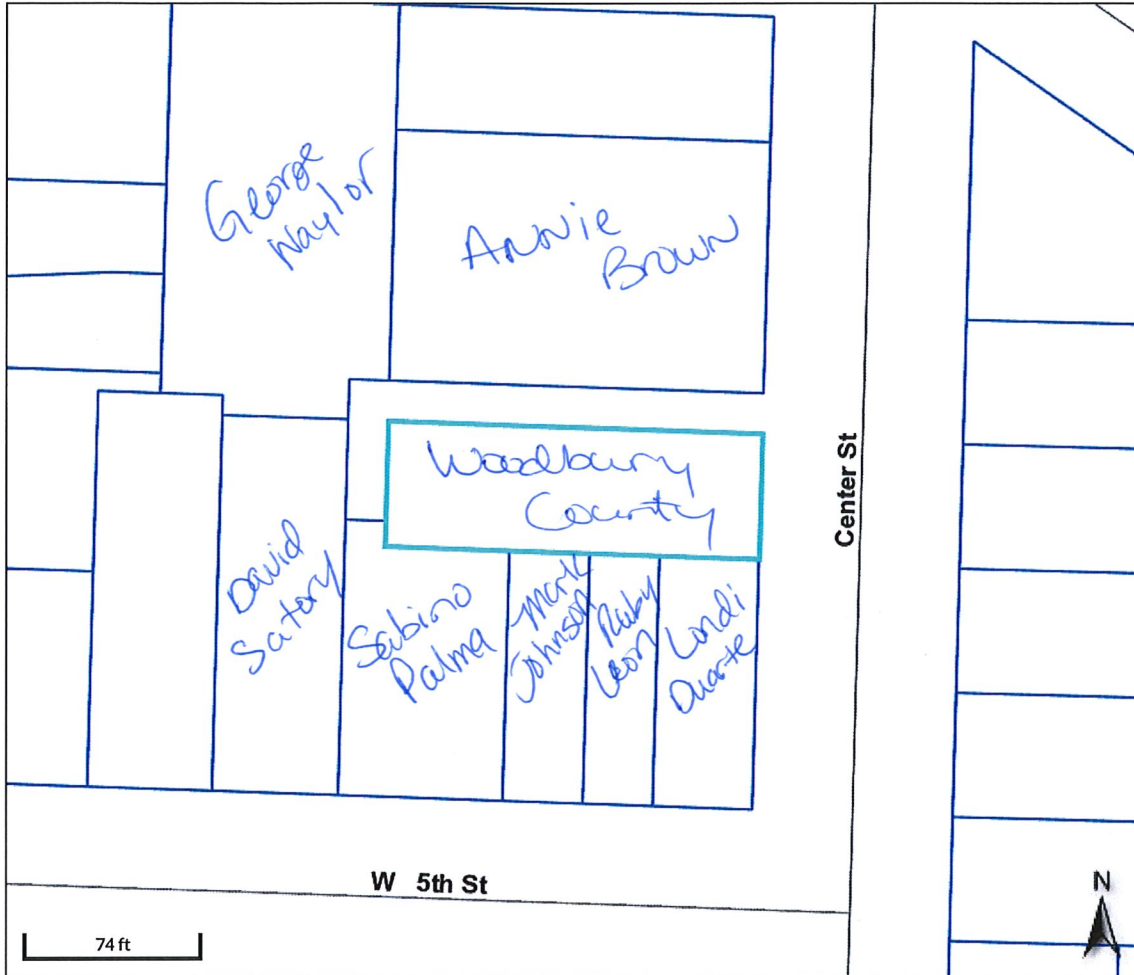 George
Naylor
Annie
Brown
Woodbury
County
David
Satory
Sabino
Palma
Mark
Johnson
Ruby
Leon
Londi
Duarte
Center St
W 5th St
74 ft
N